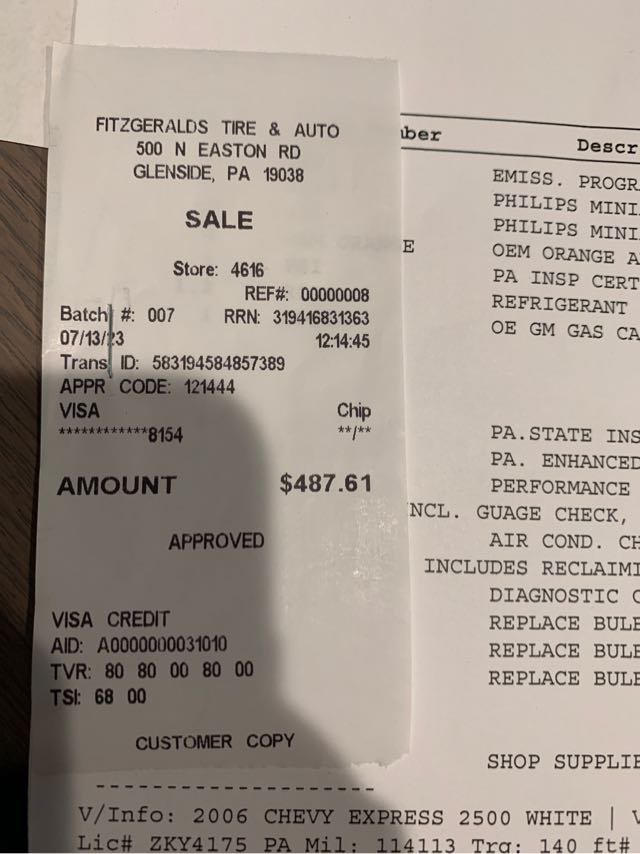 FITZGERALDS TIRE & AUTO
500 N EASTON RD
GLENSIDE, PA 19038
SALE
Store: 4616
REF#: 00000008
Batch #: 007 RRN: 319416831363
07/13/23 12:14:45
Trans ID: 583194584857389
APPR CODE: 121444
VISA Chip
************8154 **/**
AMOUNT $487.61
APPROVED
VISA CREDIT
AID: A0000000031010
TVR: 80 80 00 80 00
TSI: 68 00
CUSTOMER COPY
ber Descr
EMISS. PROGR
PHILIPS MINI
PHILIPS MINI
E OEM ORANGE A
PA INSP CERT
REFRIGERANT
OE GM GAS CA
PA.STATE INS
PA. ENHANCED
PERFORMANCE
NCL. GUAGE CHECK,
AIR COND. CH
INCLUDES RECLAIMI
DIAGNOSTIC C
REPLACE BULB
REPLACE BULB
REPLACE BULB
SHOP SUPPLIE
--------------------
V/Info: 2006 CHEVY EXPRESS 2500 WHITE | V
Lic# ZKY4175 PA Mil: 114113 Trq: 140 ft#